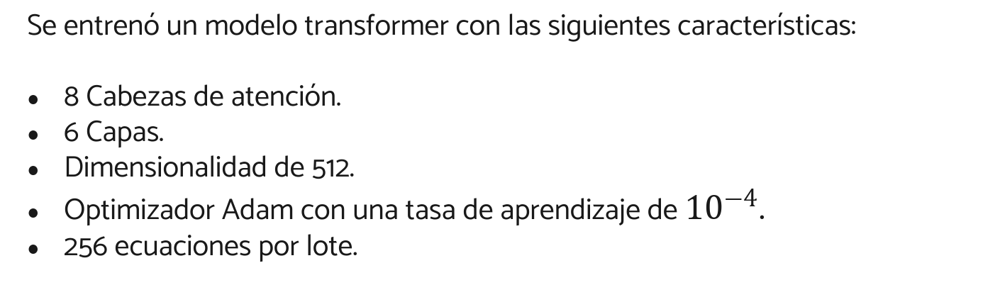 Se entrenó un modelo transformer con las siguientes características:
• 8 Cabezas de atención.
• 6 Capas.
• Dimensionalidad de 512.
• Optimizador Adam con una tasa de aprendizaje de 10⁻⁴.
• 256 ecuaciones por lote.